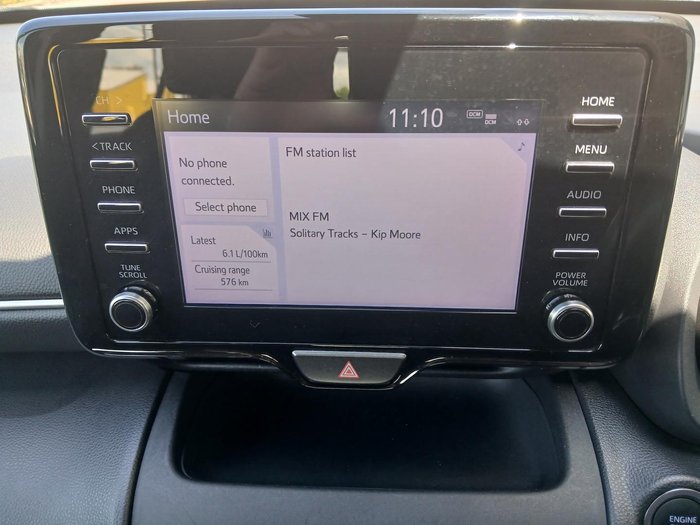 CH >
HOME
Home
11:10
DCM
DCM
< TRACK
MENU
FM station list
No phone
connected.
PHONE
AUDIO
Select phone
MIX FM
Solitary Tracks – Kip Moore
APPS
INFO
Latest
6.1 L/100km
Cruising range
576 km
TUNE
SCROLL
POWER
VOLUME
ENGINE